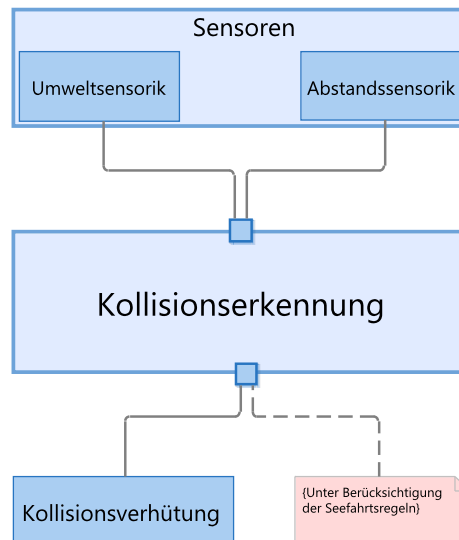 Sensoren
Umweltsensorik
Abstandssensorik
Kollisionserkennung
Kollisionsverhütung
{Unter Berücksichtigung
der Seefahrtsregeln}